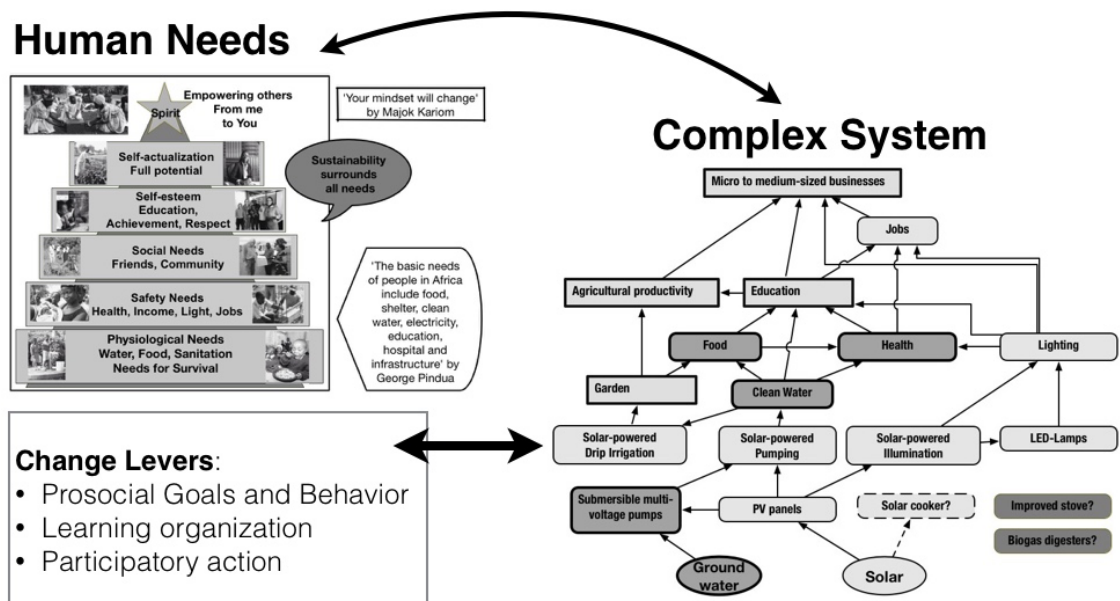 Human Needs
Spirit
Empowering others
From me
to You
'Your mindset will change'
by Majok Kariom
Self-actualization
Full potential
Sustainability
surrounds
all needs
Self-esteem
Education,
Achievement, Respect
Social Needs
Friends, Community
Safety Needs
Health, Income, Light, Jobs
Physiological Needs
Water, Food, Sanitation
Needs for Survival
'The basic needs
of people in Africa
include food,
shelter, clean
water, electricity,
education,
hospital and
infrastructure' by
George Pindua
Change Levers:
• Prosocial Goals and Behavior
• Learning organization
• Participatory action
Complex System
Micro to medium-sized businesses
Jobs
Agricultural productivity
Education
Food
Health
Lighting
Garden
Clean Water
Solar-powered
Drip Irrigation
Solar-powered
Pumping
Solar-powered
Illumination
LED-Lamps
Submersible multi-
voltage pumps
PV panels
Solar cooker?
Improved stove?
Biogas digesters?
Ground
water
Solar